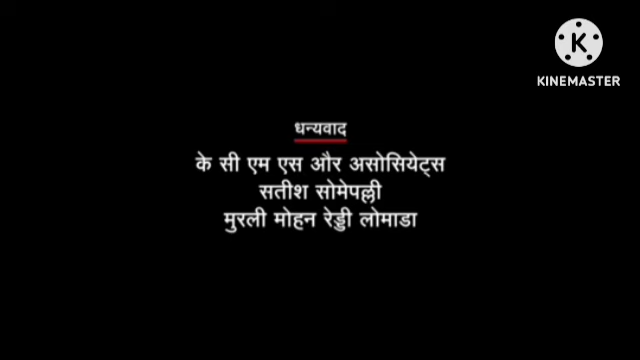 KINEMASTER
धन्यवाद
के सी एम एस और असोसियेट्स
सतीश सोमेपल्ली
मुरली मोहन रेड्डी लोमाडा